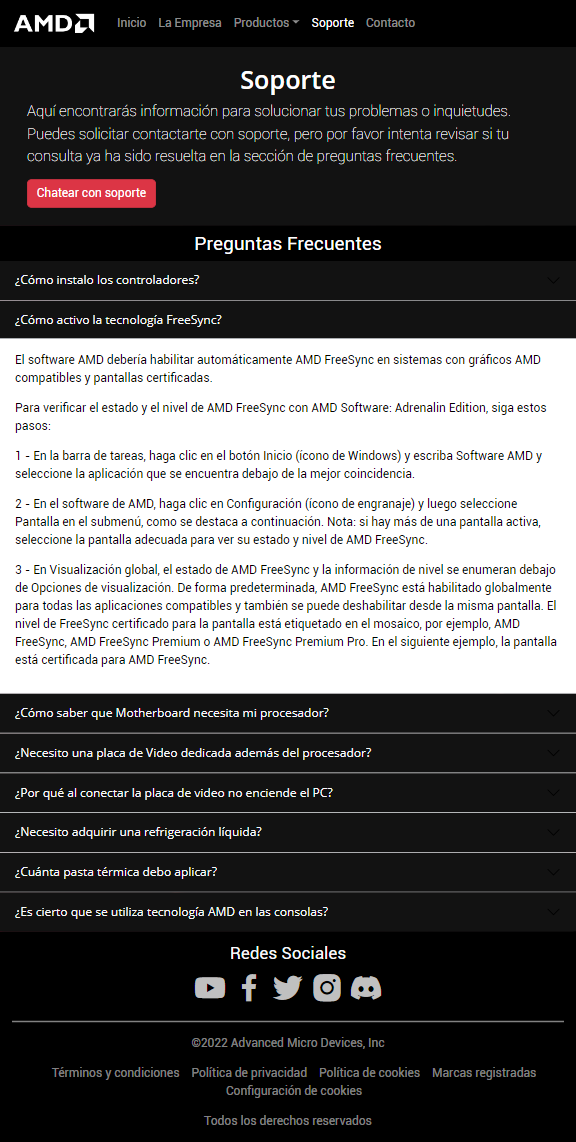 AMD
Inicio La Empresa Productos Soporte Contacto
Soporte
Aquí encontrarás información para solucionar tus problemas o inquietudes.
Puedes solicitar contactarte con soporte, pero por favor intenta revisar si tu
consulta ya ha sido resuelta en la sección de preguntas frecuentes.
Chatear con soporte
Preguntas Frecuentes
¿Cómo instalo los controladores?
¿Cómo activo la tecnología FreeSync?
El software AMD debería habilitar automáticamente AMD FreeSync en sistemas con gráficos AMD
compatibles y pantallas certificadas.
Para verificar el estado y el nivel de AMD FreeSync con AMD Software: Adrenalin Edition, siga estos
pasos:
1 - En la barra de tareas, haga clic en el botón Inicio (ícono de Windows) y escriba Software AMD y
seleccione la aplicación que se encuentra debajo de la mejor coincidencia.
2 - En el software de AMD, haga clic en Configuración (ícono de engranaje) y luego seleccione
Pantalla en el submenú, como se destaca a continuación. Nota: si hay más de una pantalla activa,
seleccione la pantalla adecuada para ver su estado y nivel de AMD FreeSync.
3 - En Visualización global, el estado de AMD FreeSync y la información de nivel se enumeran debajo
de Opciones de visualización. De forma predeterminada, AMD FreeSync está habilitado globalmente
para todas las aplicaciones compatibles y también se puede deshabilitar desde la misma pantalla. El
nivel de FreeSync certificado para la pantalla está etiquetado en el mosaico, por ejemplo, AMD
FreeSync, AMD FreeSync Premium o AMD FreeSync Premium Pro. En el siguiente ejemplo, la pantalla
está certificada para AMD FreeSync.
¿Cómo saber que Motherboard necesita mi procesador?
¿Necesito una placa de Video dedicada además del procesador?
¿Por qué al conectar la placa de video no enciende el PC?
¿Necesito adquirir una refrigeración líquida?
¿Cuánta pasta térmica debo aplicar?
¿Es cierto que se utiliza tecnología AMD en las consolas?
Redes Sociales
©2022 Advanced Micro Devices, Inc
Términos y condiciones Política de privacidad Política de cookies Marcas registradas
Configuración de cookies
Todos los derechos reservados